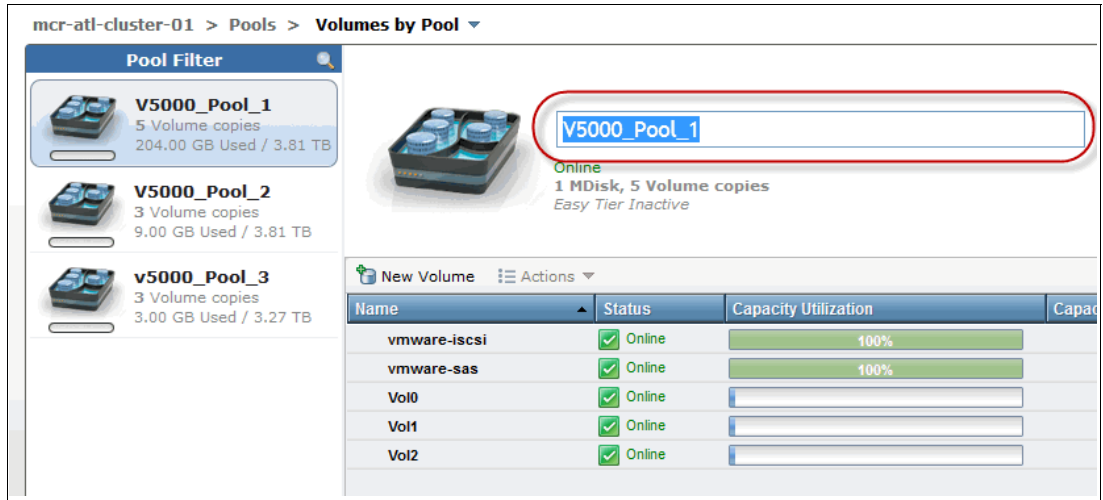 mcr-atl-cluster-01 > Pools > Volumes by Pool
Pool Filter
V5000_Pool_1
5 Volume copies
204.00 GB Used / 3.81 TB
V5000_Pool_2
3 Volume copies
9.00 GB Used / 3.81 TB
v5000_Pool_3
3 Volume copies
3.00 GB Used / 3.27 TB
V5000_Pool_1
Online
1 MDisk, 5 Volume copies
Easy Tier Inactive
New Volume Actions
Name Status Capacity Utilization Capac
vmware-iscsi Online 100%
vmware-sas Online 100%
Vol0 Online
Vol1 Online
Vol2 Online